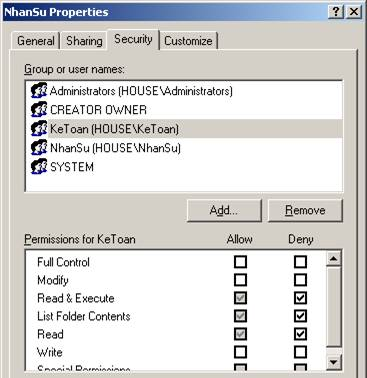 NhanSu Properties
General Sharing Security Customize
Group or user names:
Administrators (HOUSE\Administrators)
CREATOR OWNER
KeToan (HOUSE\KeToan)
NhanSu (HOUSE\NhanSu)
SYSTEM
Add... Remove
Permissions for KeToan Allow Deny
Full Control
Modify
Read & Execute
List Folder Contents
Read
Write
Special Permissions